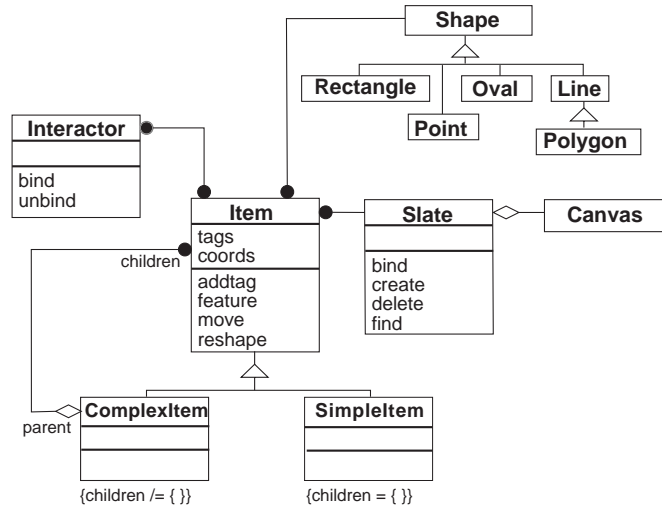 Shape
Rectangle
Oval
Line
Point
Polygon
Interactor
bind
unbind
Item
tags
coords
addtag
feature
move
reshape
Slate
bind
create
delete
find
Canvas
children
parent
ComplexItem
SimpleItem
{children /= { }}
{children = { }}